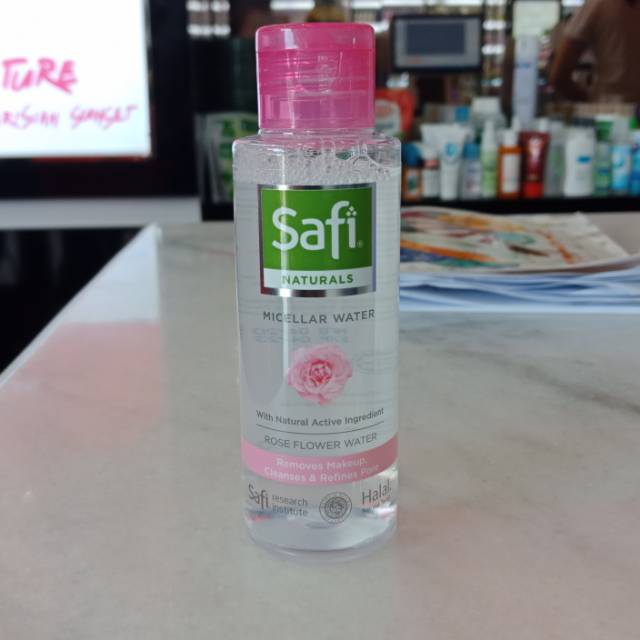 TURE
Safi
NATURALS
MICELLAR WATER
With Natural Active Ingredient
ROSE FLOWER WATER
Removes Makeup,
Cleanses & Refines Pore
Safi research
institute
Halal